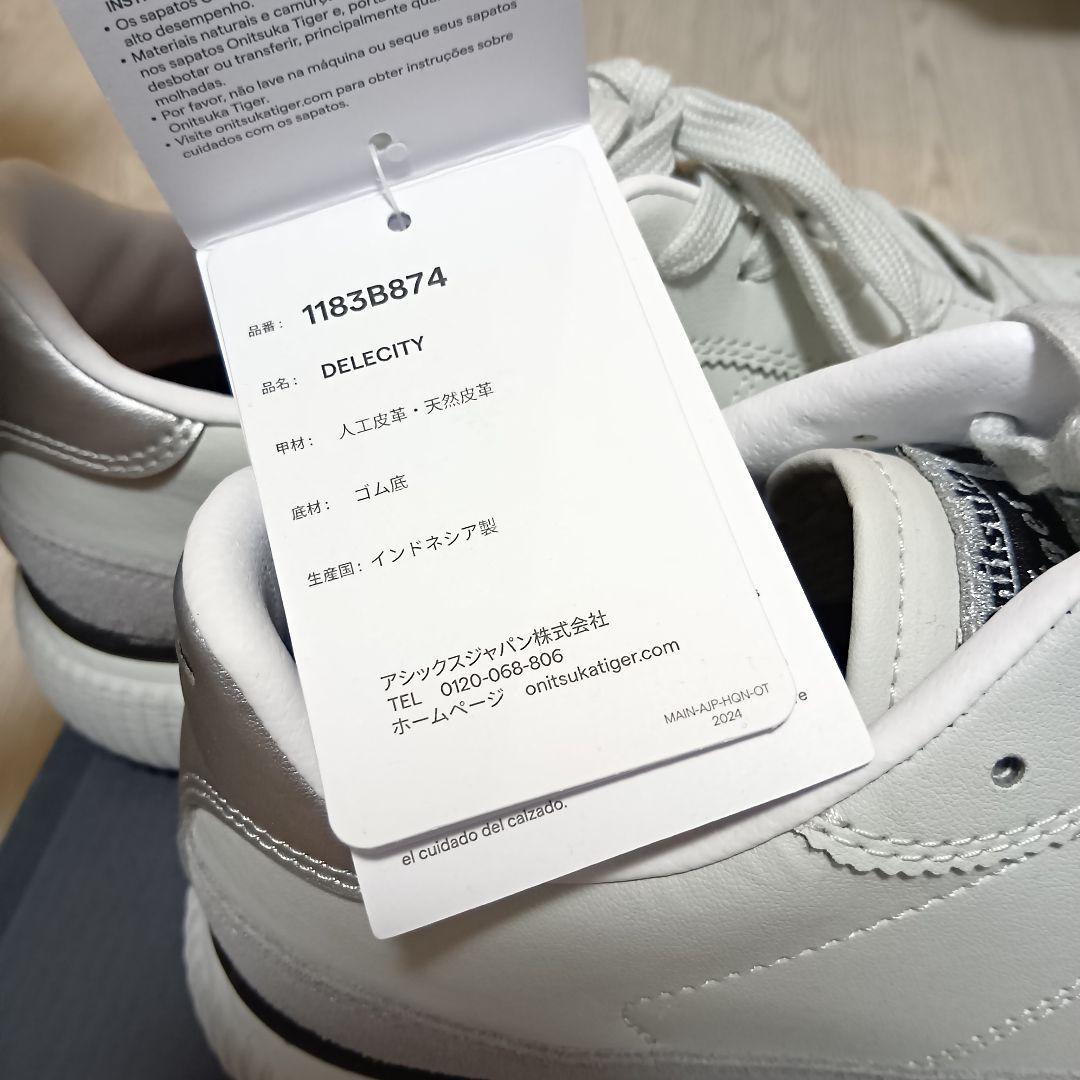 • Os sapatos
alto desempenho.
• Materiais naturais e camurça
nos sapatos Onitsuka Tiger e,
desbotar ou transferir, principalmente
molhadas.
• Por favor, não lave na máquina ou seque seus sapatos
Onitsuka Tiger.
• Visite onitsukatiger.com para obter instruções sobre
cuidados com os sapatos.
品番： 1183B874
品名： DELECITY
甲材： 人工皮革・天然皮革
底材： ゴム底
生産国：インドネシア製
アシックスジャパン株式会社
TEL 0120-068-806
ホームページ onitsukatiger.com
MAIN-AJP-HQN-OT
2024
el cuidado del calzado.